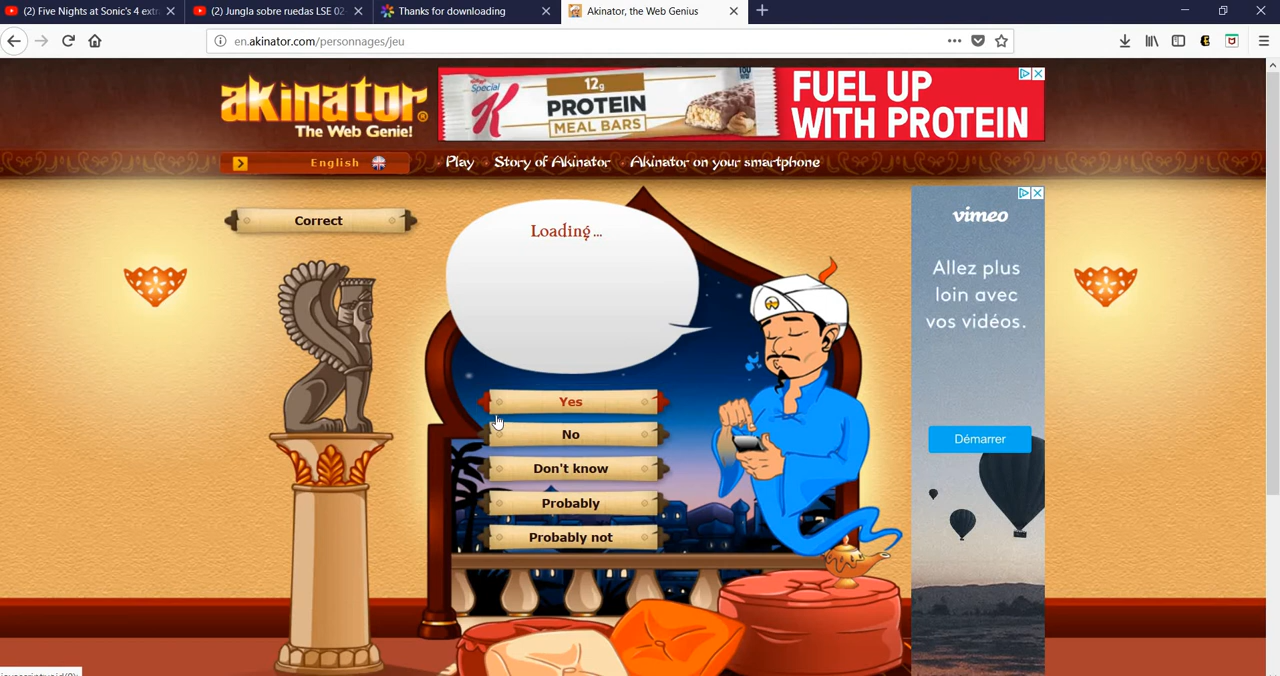 (2) Five Nights at Sonic's 4 extr
(2) Jungla sobre ruedas LSE 02
Thanks for downloading
Akinator, the Web Genius
en.akinator.com/personnages/jeu
akinator®
The Web Genie!
Kellogg's
Special K
12g
PROTEIN
MEAL BARS
FUEL UP
WITH PROTEIN
English
Play
Story of Akinator
Akinator on your smartphone
Correct
Loading ...
vimeo
Allez plus
loin avec
vos vidéos.
Yes
No
Démarrer
Don't know
Probably
Probably not